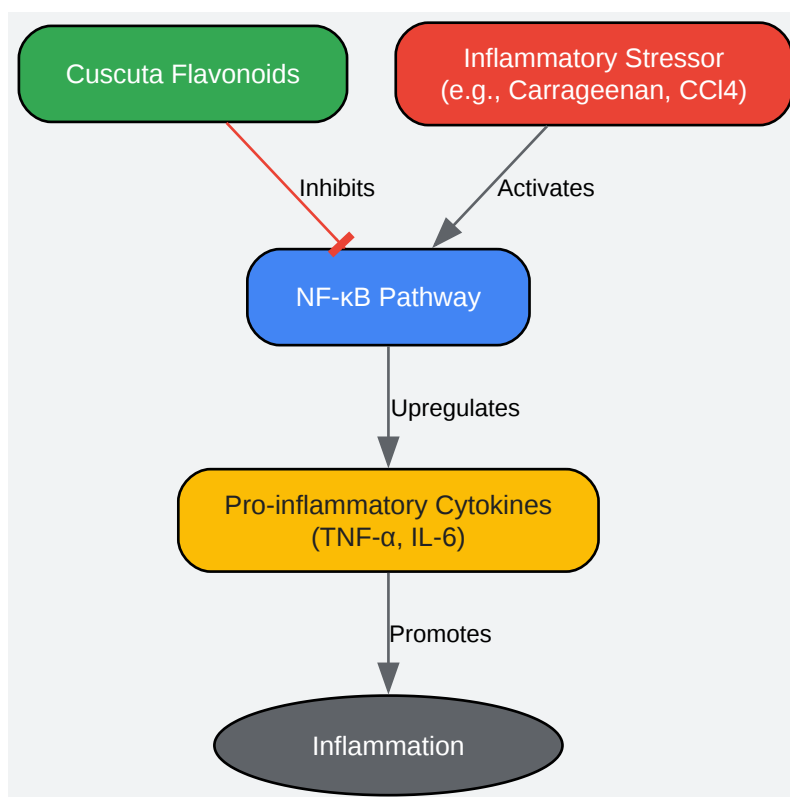 Cuscuta Flavonoids
Inflammatory Stressor
(e.g., Carrageenan, CCl4)
Inhibits
Activates
NF-κB Pathway
Upregulates
Pro-inflammatory Cytokines
(TNF-α, IL-6)
Promotes
Inflammation